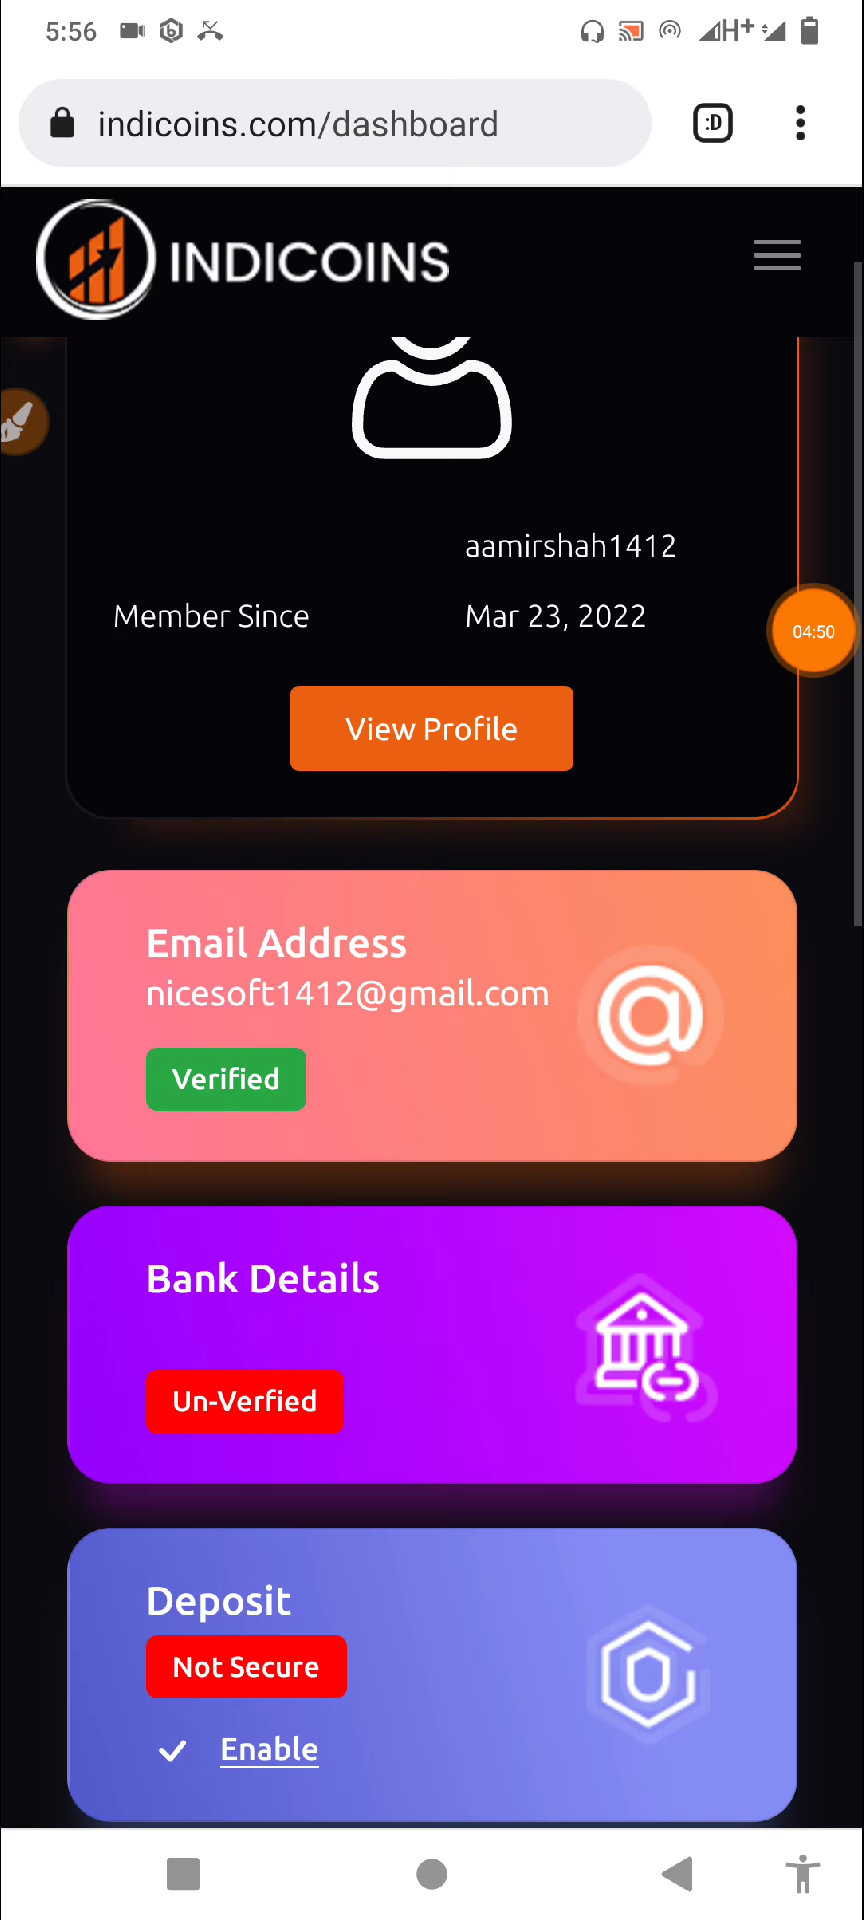 5:56
H+
indicoins.com/dashboard
:D
INDICOINS
aamirshah1412
Member Since Mar 23, 2022
04:50
View Profile
Email Address
nicesoft1412@gmail.com
Verified
Bank Details
Un-Verfied
Deposit
Not Secure
Enable